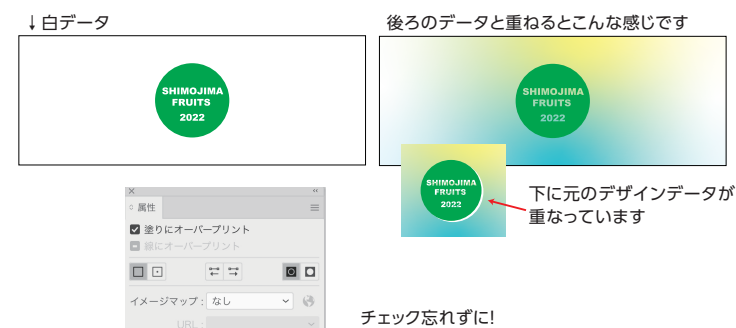 ↓白データ
SHIMOJIMA
FRUITS
2022
後ろのデータと重ねるとこんな感じです
SHIMOJIMA
FRUITS
2022
SHIMOJIMA
FRUITS
2022
下に元のデザインデータが
重なっています
属性
塗りにオーバープリント
線にオーバープリント
イメージマップ : なし
URL :
チェック忘れずに!